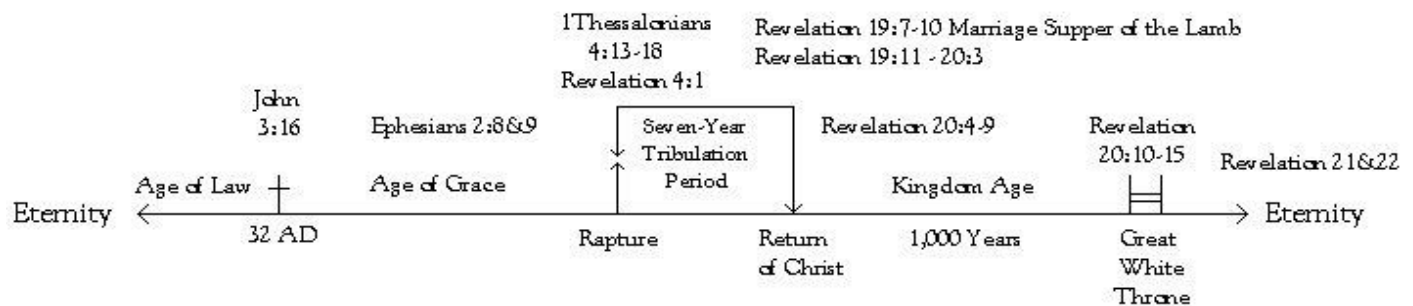 1Thessalonians
4:13-18
Revelation 4:1
Revelation 19:7-10 Marriage Supper of the Lamb
Revelation 19:11 - 20:3
John
3:16
Ephesians 2:8&9
Seven-Year
Tribulation
Period
Revelation 20:4-9
Revelation
20:10-15
Revelation 21&22
Age of Law
Age of Grace
Kingdom Age
Eternity
Eternity
32 AD
Rapture
Return
of Christ
1,000 Years
Great
White
Throne